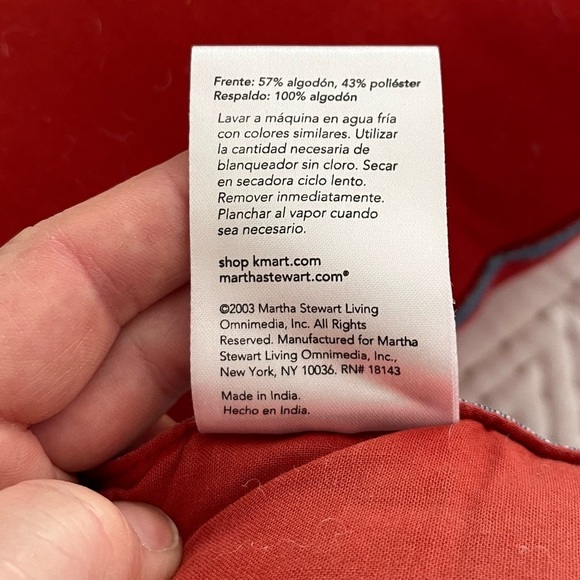 Frente: 57% algodón, 43% poliéster
Respaldo: 100% algodón
Lavar a máquina en agua fría
con colores similares. Utilizar
la cantidad necesaria de
blanqueador sin cloro. Secar
en secadora ciclo lento.
Remover inmediatamente.
Planchar al vapor cuando
sea necesario.
shop kmart.com
marthastewart.com®
©2003 Martha Stewart Living
Omnimedia, Inc. All Rights
Reserved. Manufactured for Martha
Stewart Living Omnimedia, Inc.,
New York, NY 10036. RN# 18143
Made in India.
Hecho en India.